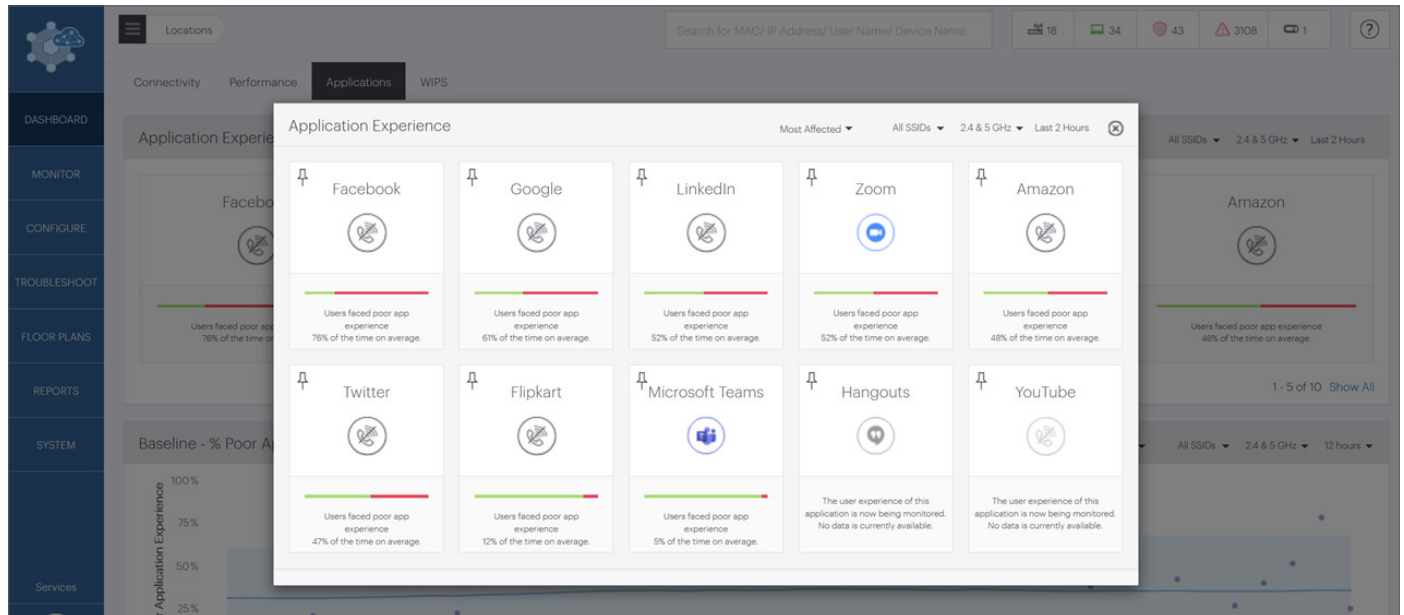 Locations
Search for MAC/ IP Address/ User Name/ Device Name.
18
34
43
3108
1
?
Connectivity
Performance
Applications
WIPS
DASHBOARD
MONITOR
CONFIGURE
TROUBLESHOOT
FLOOR PLANS
REPORTS
SYSTEM
Services
Application Experie
All SSIDs
2.4 & 5 GHz
Last 2 Hours
Facebo
Users faced poor app
76% of the time on
Amazon
Users faced poor app experience
48% of the time on average.
1 - 5 of 10 Show All
Application Experience
Most Affected
All SSIDs
2.4 & 5 GHz
Last 2 Hours
Facebook
Users faced poor app
experience
76% of the time on average.
Google
Users faced poor app
experience
61% of the time on average.
LinkedIn
Users faced poor app
experience
52% of the time on average.
Zoom
Users faced poor app
experience
52% of the time on average.
Amazon
Users faced poor app
experience
48% of the time on average.
Twitter
Users faced poor app
experience
47% of the time on average.
Flipkart
Users faced poor app
experience
12% of the time on average.
Microsoft Teams
Users faced poor app
experience
5% of the time on average.
Hangouts
The user experience of this
application is now being monitored.
No data is currently available.
YouTube
The user experience of this
application is now being monitored.
No data is currently available.
Baseline - % Poor A
All SSIDs
2.4 & 5 GHz
12 hours
Application Experience
100%
75%
50%
25%